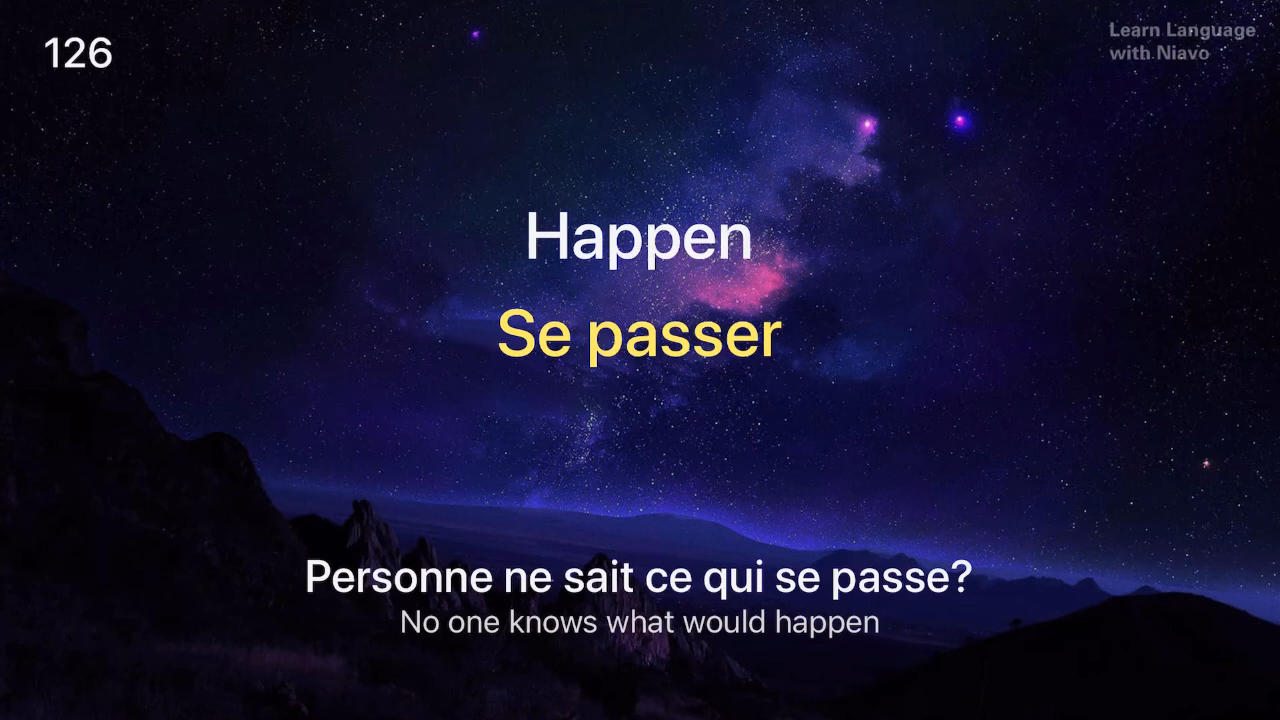 126
Learn Language
with Niavo
Happen
Se passer
Personne ne sait ce qui se passe?
No one knows what would happen